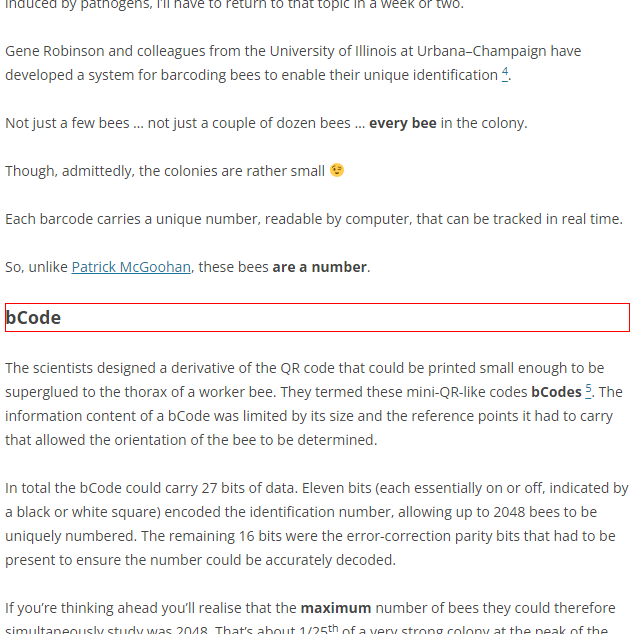 induced by pathogens, I'll have to return to that topic in a week or two.
Gene Robinson and colleagues from the University of Illinois at Urbana–Champaign have
developed a system for barcoding bees to enable their unique identification 4.
Not just a few bees … not just a couple of dozen bees … every bee in the colony.
Though, admittedly, the colonies are rather small 😉
Each barcode carries a unique number, readable by computer, that can be tracked in real time.
So, unlike Patrick McGoohan, these bees are a number.
bCode
The scientists designed a derivative of the QR code that could be printed small enough to be
superglued to the thorax of a worker bee. They termed these mini-QR-like codes bCodes 5. The
information content of a bCode was limited by its size and the reference points it had to carry
that allowed the orientation of the bee to be determined.
In total the bCode could carry 27 bits of data. Eleven bits (each essentially on or off, indicated by
a black or white square) encoded the identification number, allowing up to 2048 bees to be
uniquely numbered. The remaining 16 bits were the error-correction parity bits that had to be
present to ensure the number could be accurately decoded.
If you're thinking ahead you'll realise that the maximum number of bees they could therefore
simultaneously study was 2048. That's about 1/25th of a very strong colony at the peak of the